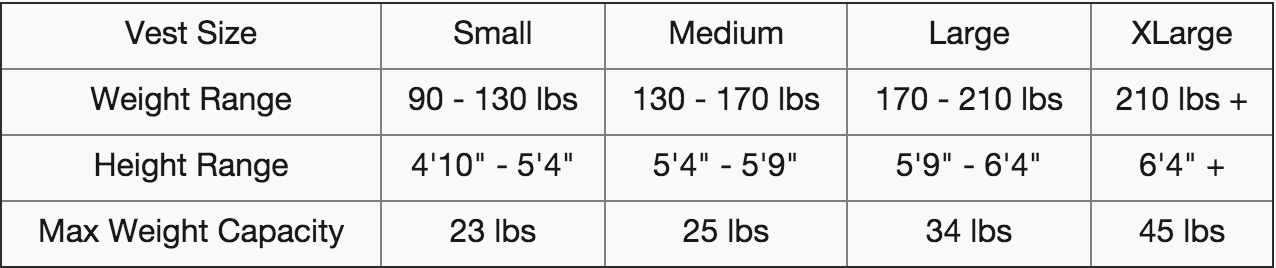 Vest Size Small Medium Large XLarge
Weight Range 90 - 130 lbs 130 - 170 lbs 170 - 210 lbs 210 lbs +
Height Range 4'10" - 5'4" 5'4" - 5'9" 5'9" - 6'4" 6'4" +
Max Weight Capacity 23 lbs 25 lbs 34 lbs 45 lbs